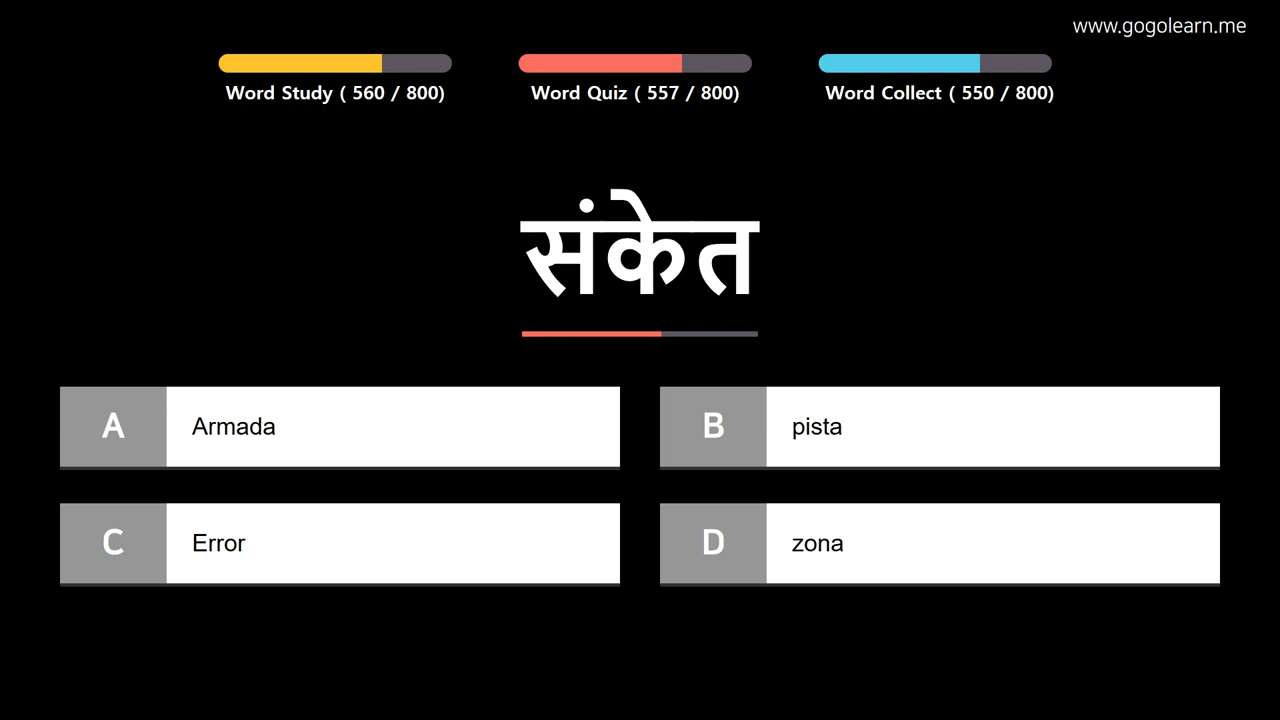 www.gogolearn.me
Word Study ( 560 / 800)
Word Quiz ( 557 / 800)
Word Collect ( 550 / 800)
संकेत
A Armada
B pista
C Error
D zona